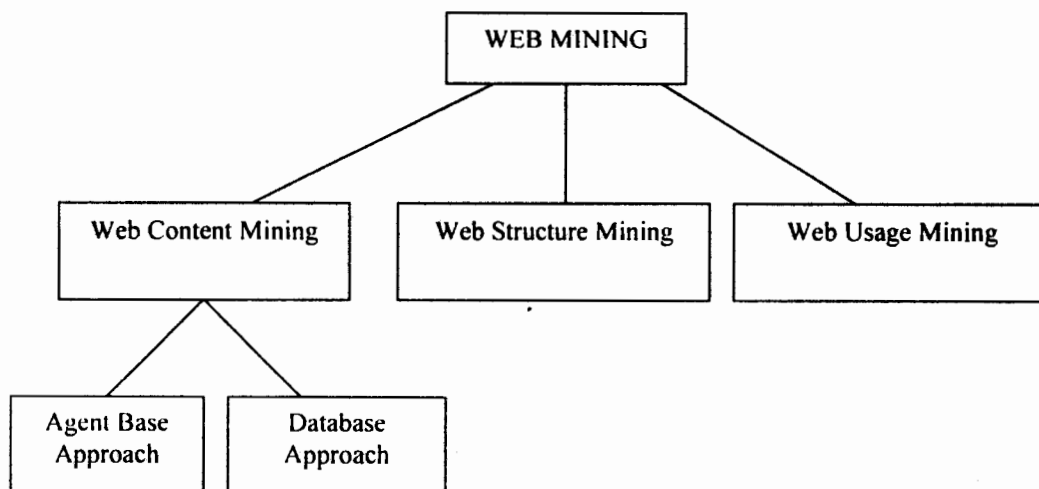 WEB MINING
Web Content Mining
Web Structure Mining
Web Usage Mining
Agent Base
Approach
Database
Approach